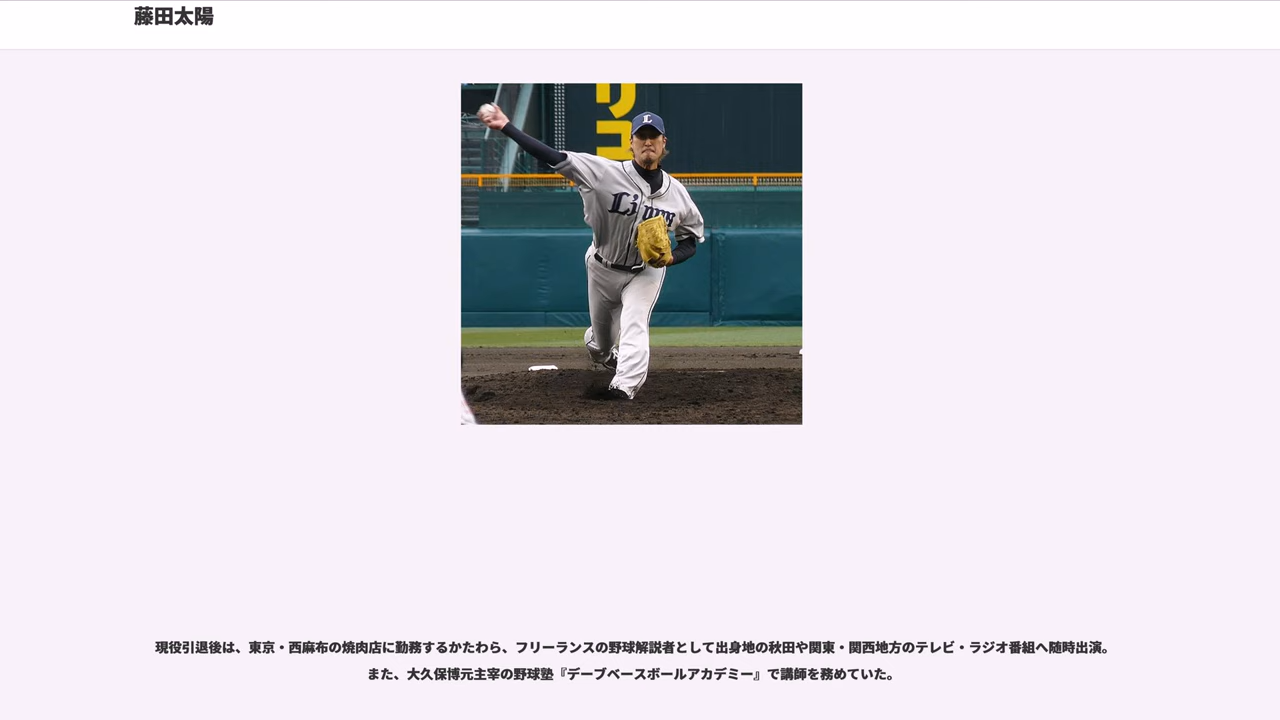 藤田太陽
リコ
L
Lions
現役引退後は、東京・西麻布の焼肉店に勤務するかたわら、フリーランスの野球解説者として出身地の秋田や関東・関西地方のテレビ・ラジオ番組へ随時出演。
また、大久保博元主宰の野球塾『デーブベースボールアカデミー』で講師を務めていた。